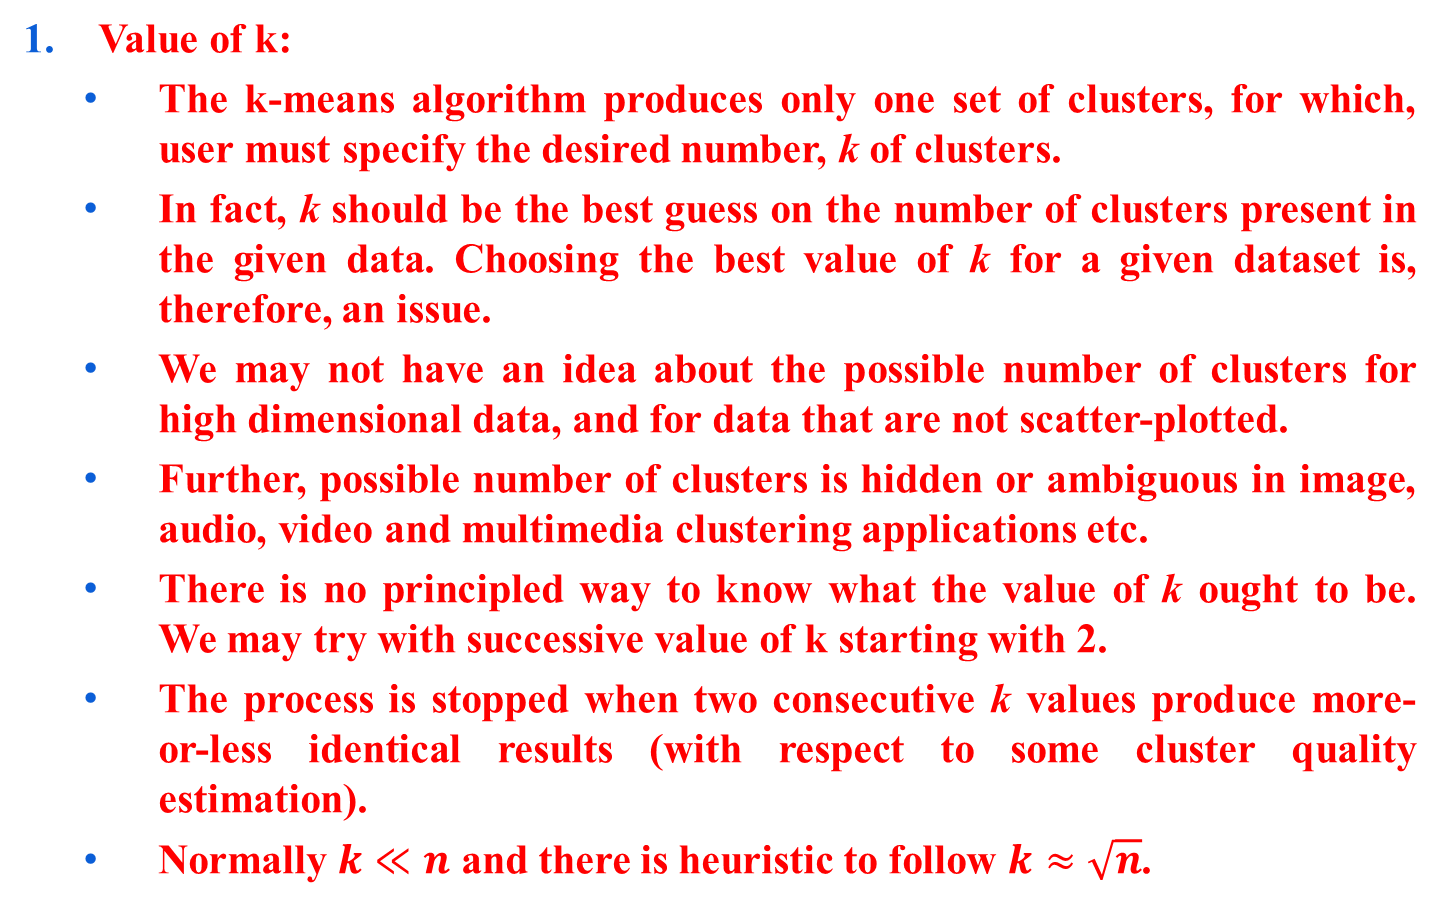 1. Value of k:
• The k-means algorithm produces only one set of clusters, for which,
user must specify the desired number, k of clusters.
• In fact, k should be the best guess on the number of clusters present in
the given data. Choosing the best value of k for a given dataset is,
therefore, an issue.
• We may not have an idea about the possible number of clusters for
high dimensional data, and for data that are not scatter-plotted.
• Further, possible number of clusters is hidden or ambiguous in image,
audio, video and multimedia clustering applications etc.
• There is no principled way to know what the value of k ought to be.
We may try with successive value of k starting with 2.
• The process is stopped when two consecutive k values produce more-
or-less identical results (with respect to some cluster quality
estimation).
• Normally k ≪ n and there is heuristic to follow k ≈ √n.